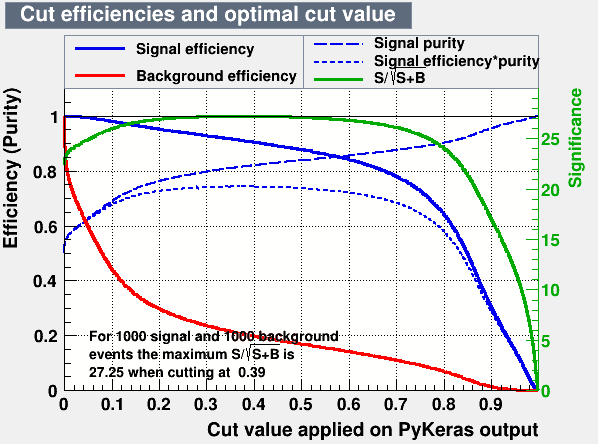 Cut efficiencies and optimal cut value
Signal efficiency
Background efficiency
Signal purity
Signal efficiency*purity
S/√S+B
Efficiency (Purity)
1
0.8
0.6
0.4
0.2
0
Significance
25
20
15
10
5
0
For 1000 signal and 1000 background
events the maximum S/√S+B is
27.25 when cutting at 0.39
0 0.1 0.2 0.3 0.4 0.5 0.6 0.7 0.8 0.9
Cut value applied on PyKeras output